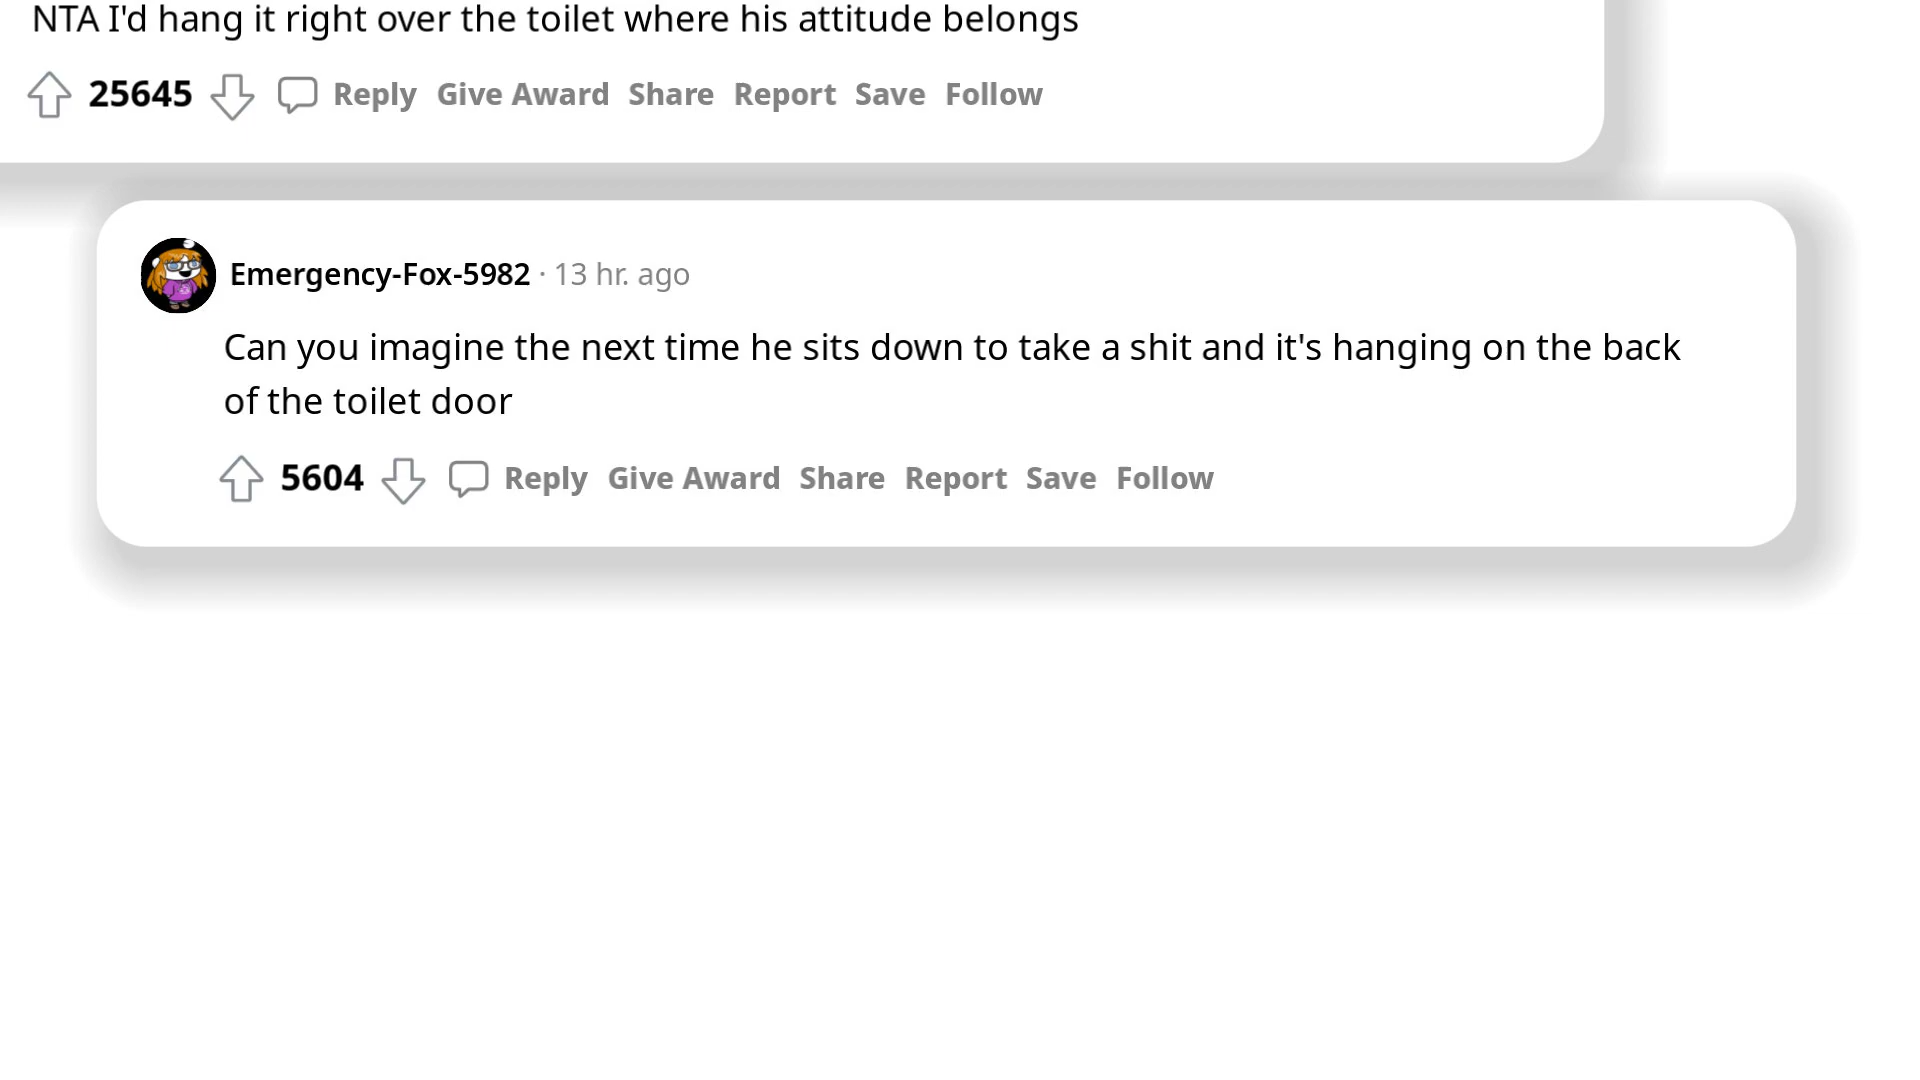 NTA I'd hang it right over the toilet where his attitude belongs
25645 Reply Give Award Share Report Save Follow
Emergency-Fox-5982 · 13 hr. ago
Can you imagine the next time he sits down to take a shit and it's hanging on the back
of the toilet door
5604 Reply Give Award Share Report Save Follow